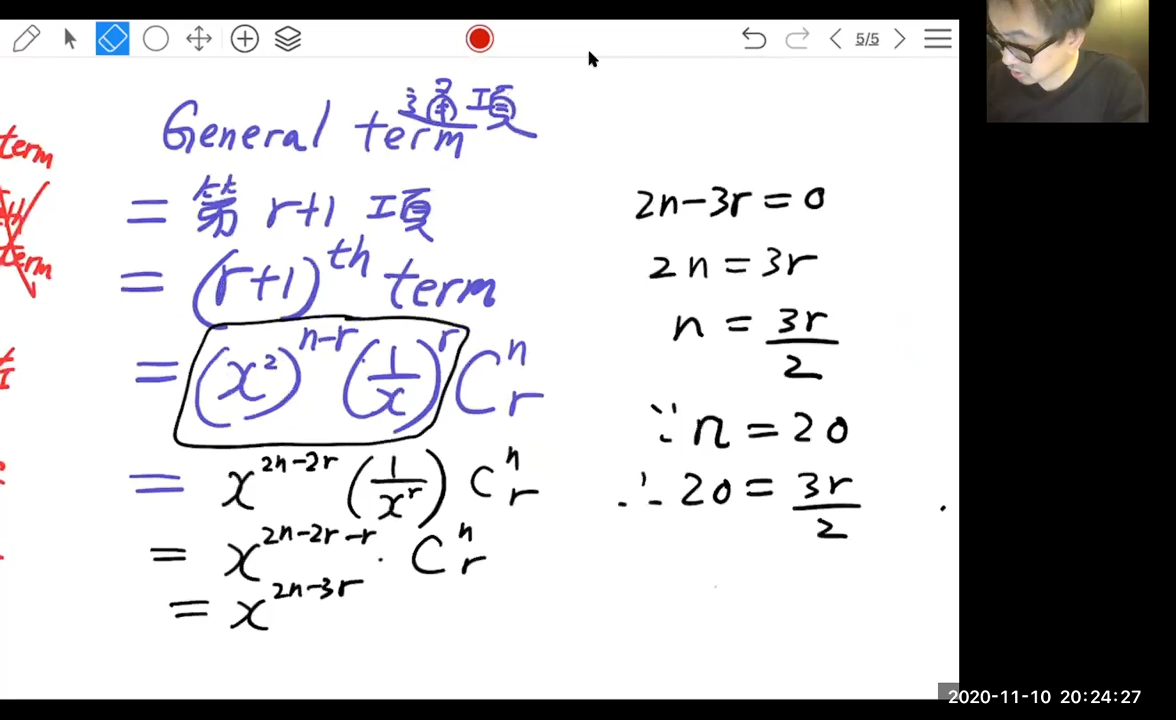 5/5
term
term
General term 通項
= 第 r+1 項
= (r+1)^th term
= (x^2)^{n-r} (1/x)^r C^n_r
= x^{2n-2r} (1/x^r) C^n_r
= x^{2n-2r-r} · C^n_r
= x^{2n-3r}
2n-3r = 0
2n = 3r
n = 3r/2
∵ n = 20
∴ 20 = 3r/2
2020-11-10 20:24:27